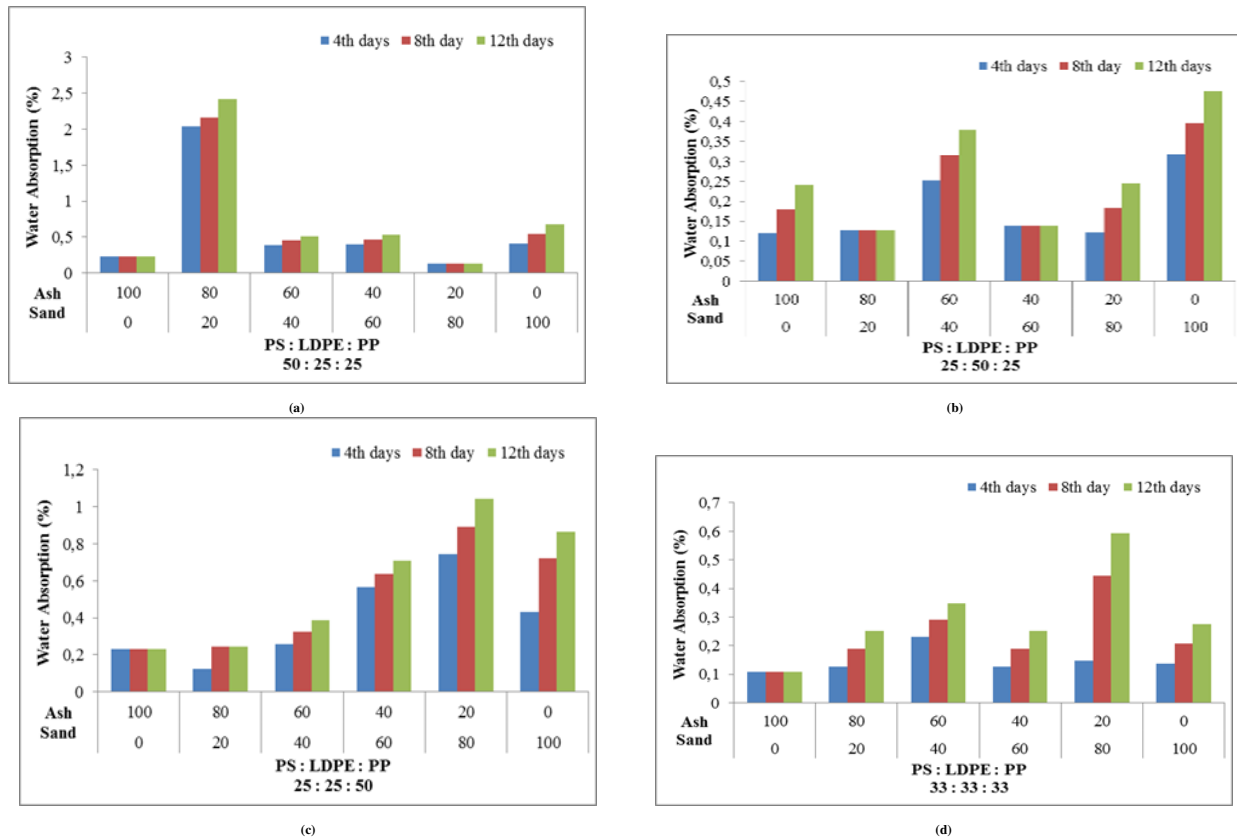 4th days 8th day 12th days
3
2,5
2
1,5
1
0,5
0
Water Absorption (%)
Ash 100 80 60 40 20 0
Sand 0 20 40 60 80 100
PS : LDPE : PP
50 : 25 : 25
(a)
4th days 8th day 12th days
0,5
0,45
0,4
0,35
0,3
0,25
0,2
0,15
0,1
0,05
0
Water Absorption (%)
Ash 100 80 60 40 20 0
Sand 0 20 40 60 80 100
PS : LDPE : PP
25 : 50 : 25
(b)
4th days 8th day 12th days
1,2
1
0,8
0,6
0,4
0,2
0
Water Absorption (%)
Ash 100 80 60 40 20 0
Sand 0 20 40 60 80 100
PS : LDPE : PP
25 : 25 : 50
(c)
4th days 8th day 12th days
0,7
0,6
0,5
0,4
0,3
0,2
0,1
0
Water Absorption (%)
Ash 100 80 60 40 20 0
Sand 0 20 40 60 80 100
PS : LDPE : PP
33 : 33 : 33
(d)